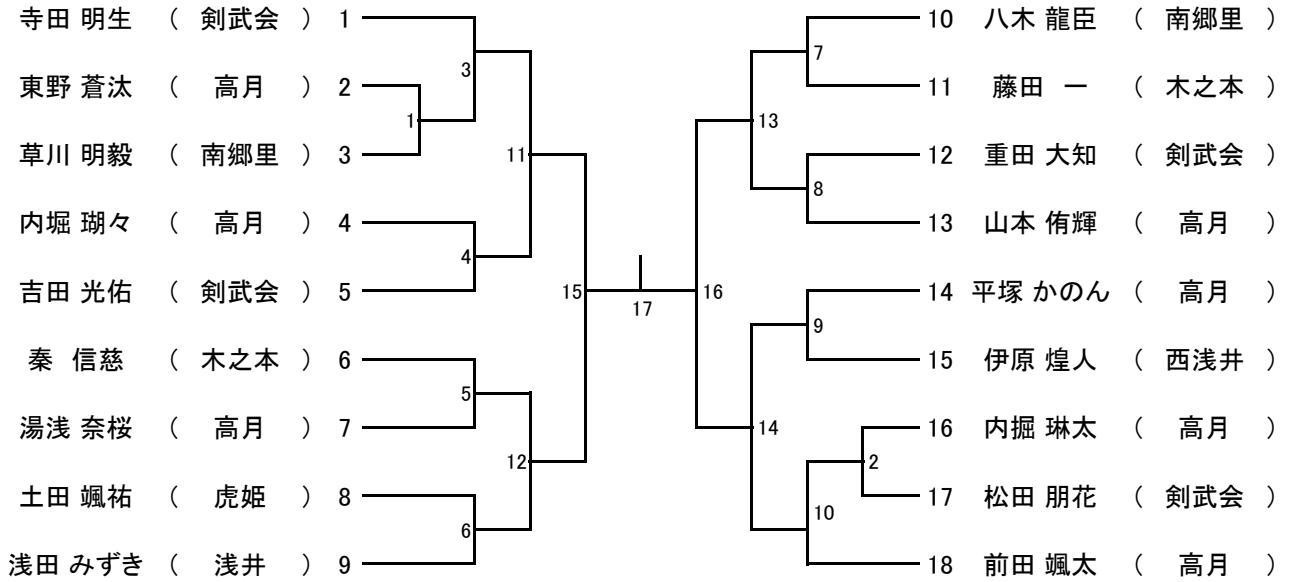 寺田 明生 （ 剣武会 ） 1
東野 蒼汰 （ 高月 ） 2
草川 明毅 （ 南郷里 ） 3
内堀 瑚々 （ 高月 ） 4
吉田 光佑 （ 剣武会 ） 5
秦 信慈 （ 木之本 ） 6
湯浅 奈桜 （ 高月 ） 7
土田 颯祐 （ 虎姫 ） 8
浅田 みずき （ 浅井 ） 9
3
1
11
4
15
5
12
6
17
7
13
8
16
9
14
2
10
10 八木 龍臣 （ 南郷里 ）
11 藤田 一 （ 木之本 ）
12 重田 大知 （ 剣武会 ）
13 山本 侑輝 （ 高月 ）
14 平塚 かのん （ 高月 ）
15 伊原 煌人 （ 西浅井 ）
16 内掘 琳太 （ 高月 ）
17 松田 朋花 （ 剣武会 ）
18 前田 颯太 （ 高月 ）